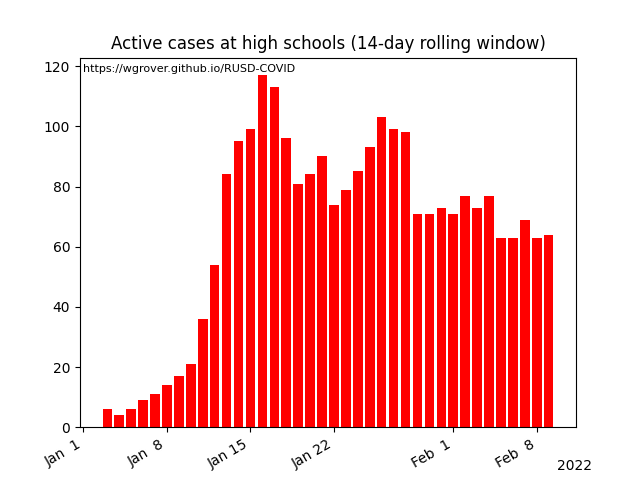 Active cases at high schools (14-day rolling window)
https://wgrover.github.io/RUSD-COVID
120
100
80
60
40
20
0
Jan 1
Jan 8
Jan 15
Jan 22
Feb 1
Feb 8
2022